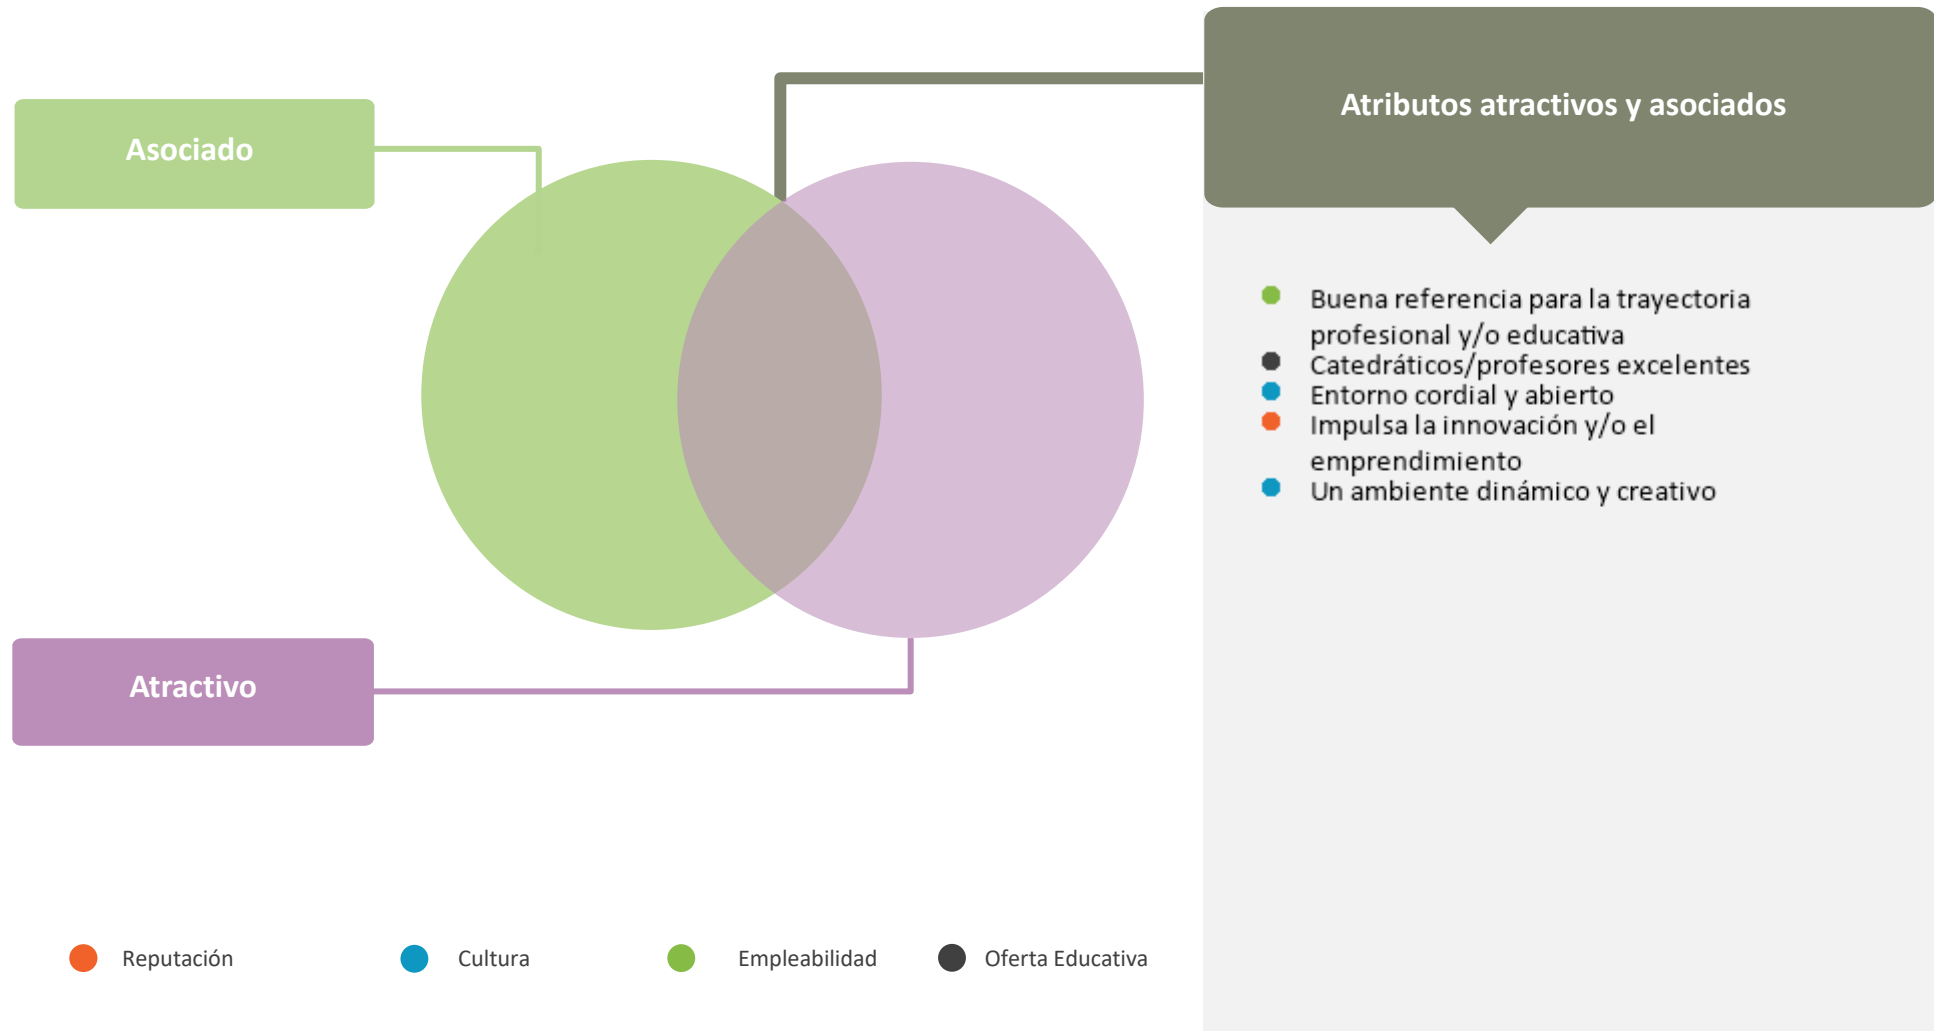 Asociado
Atractivo
Atributos atractivos y asociados
Buena referencia para la trayectoria
profesional y/o educativa
Catedráticos/profesores excelentes
Entorno cordial y abierto
Impulsa la innovación y/o el
emprendimiento
Un ambiente dinámico y creativo
Reputación
Cultura
Empleabilidad
Oferta Educativa